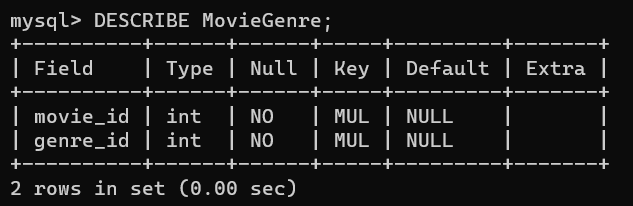 mysql> DESCRIBE MovieGenre;
+----------+------+------+-----+---------+-------+
| Field    | Type | Null | Key | Default | Extra |
+----------+------+------+-----+---------+-------+
| movie_id | int  | NO   | MUL | NULL    |       |
| genre_id | int  | NO   | MUL | NULL    |       |
+----------+------+------+-----+---------+-------+
2 rows in set (0.00 sec)